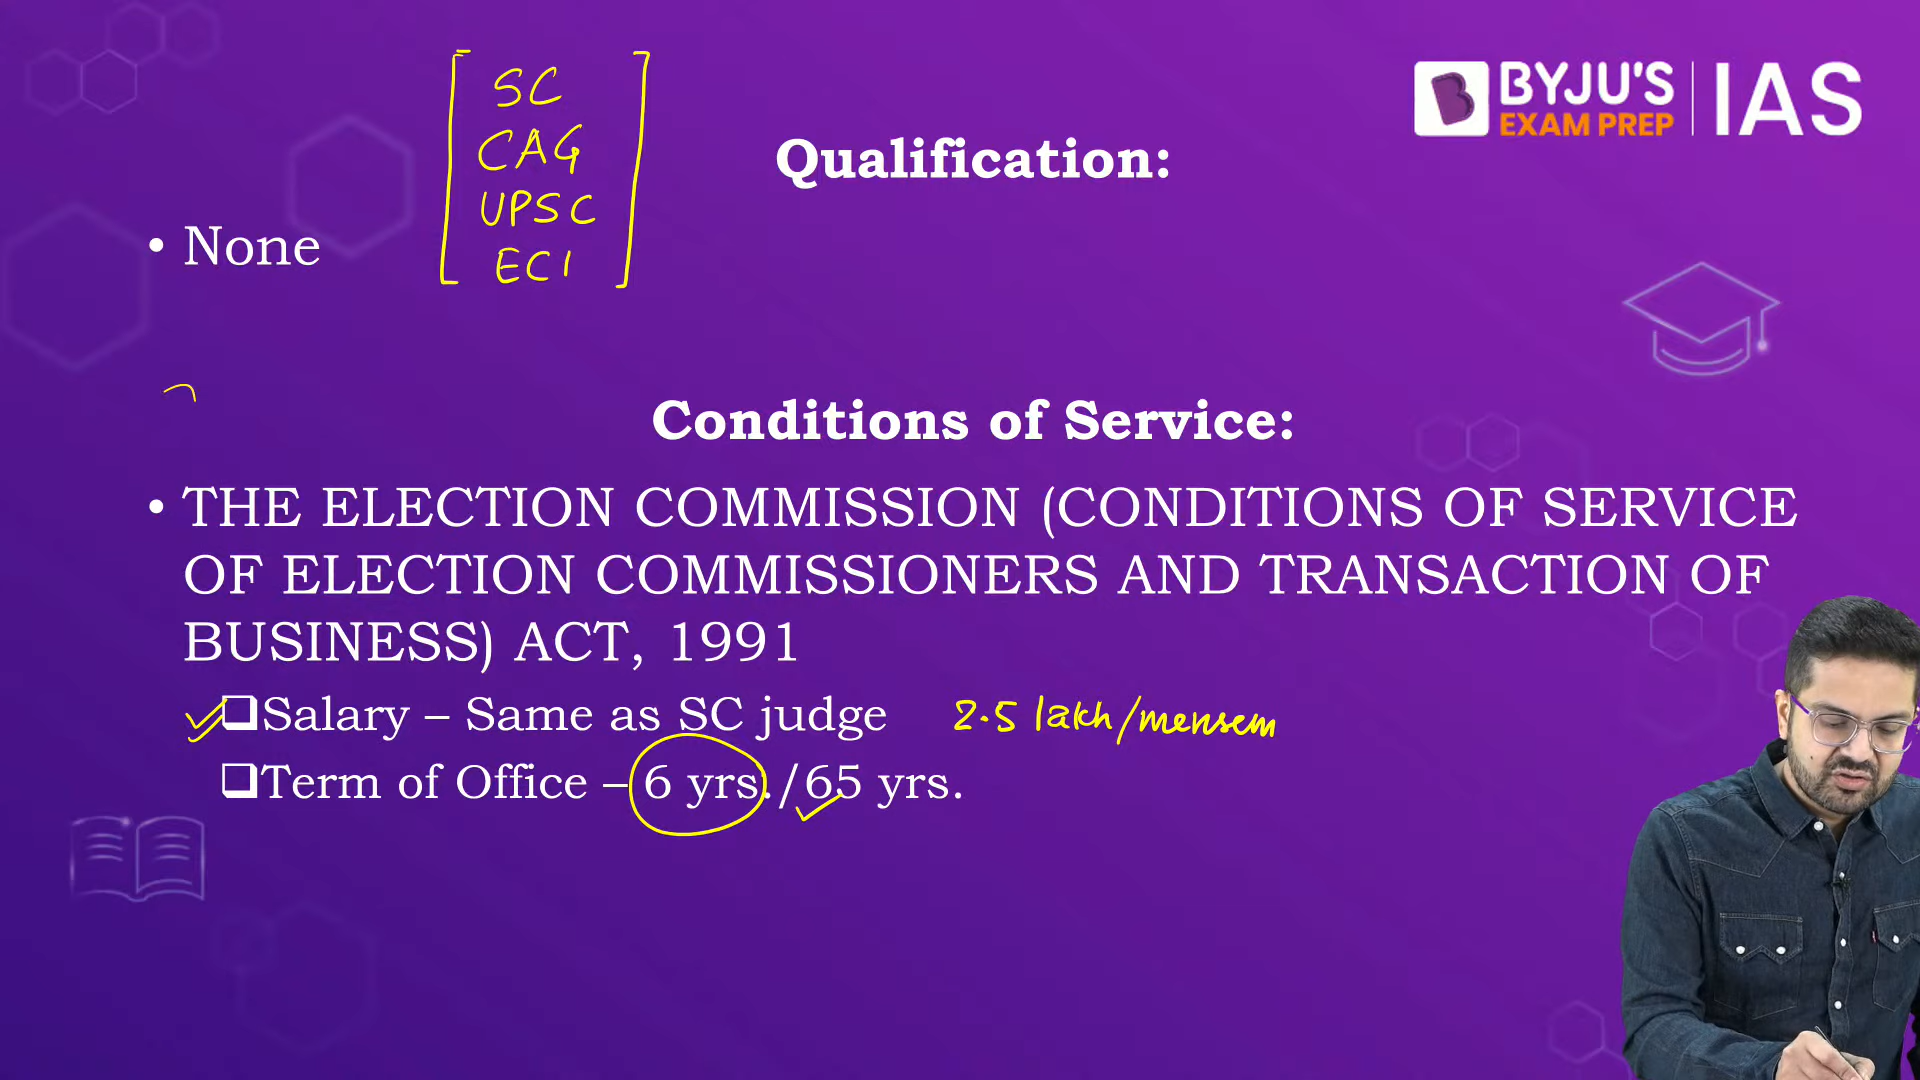 SC
CAG
UPSC
ECI
BYJU'S
EXAM PREP
IAS
Qualification:
• None
Conditions of Service:
• THE ELECTION COMMISSION (CONDITIONS OF SERVICE
OF ELECTION COMMISSIONERS AND TRANSACTION OF
BUSINESS) ACT, 1991
❑Salary – Same as SC judge 2.5 lakh/mensem
❑Term of Office – 6 yrs./65 yrs.